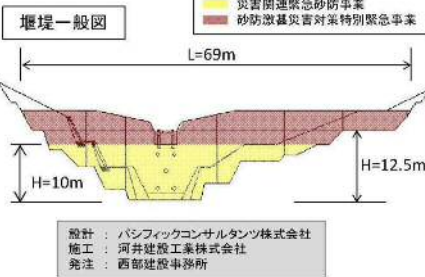 災害関連緊急砂防事業
堰堤一般図
砂防激甚災害対策特別緊急事業
L=69m
H=10m
H=12.5m
設計 : パシフィックコンサルタンツ株式会社
施工 : 河井建設工業株式会社
発注 : 西部建設事務所